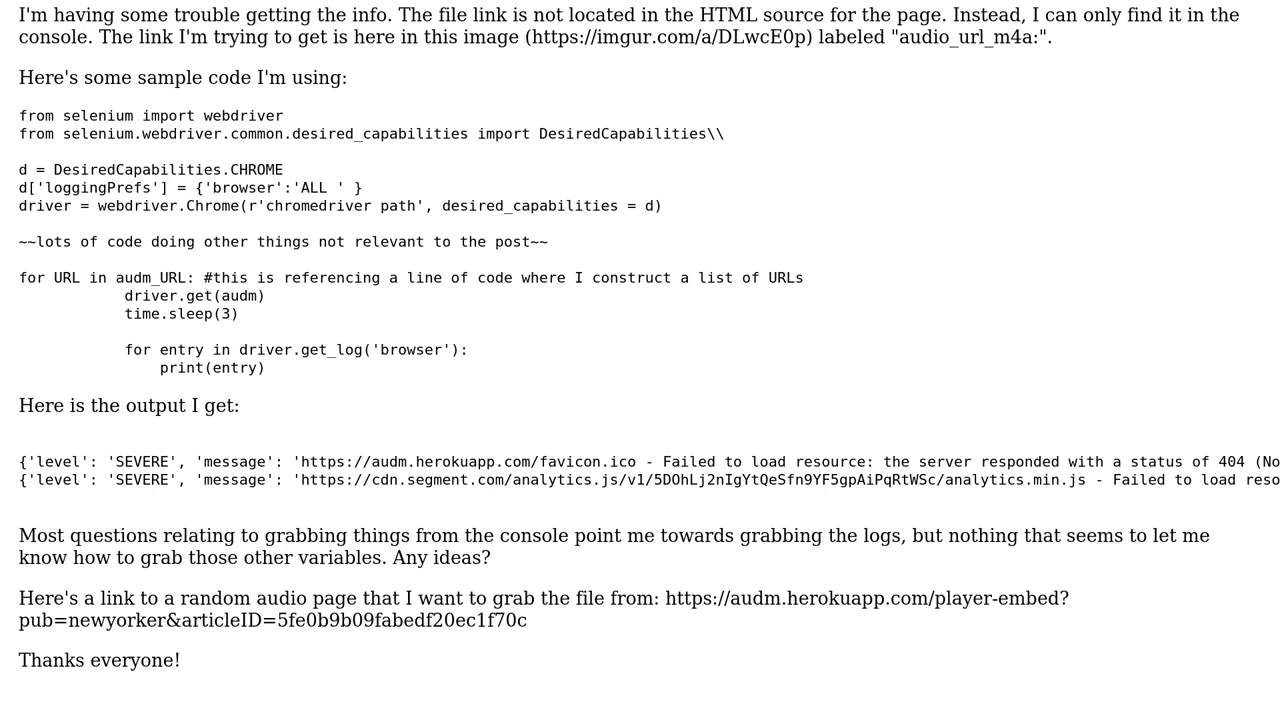 I'm having some trouble getting the info. The file link is not located in the HTML source for the page. Instead, I can only find it in the
console. The link I'm trying to get is here in this image (https://imgur.com/a/DLwcE0p) labeled "audio_url_m4a:".
Here's some sample code I'm using:
from selenium import webdriver
from selenium.webdriver.common.desired_capabilities import DesiredCapabilities\\
d = DesiredCapabilities.CHROME
d['loggingPrefs'] = {'browser':'ALL ' }
driver = webdriver.Chrome(r'chromedriver path', desired_capabilities = d)
~~lots of code doing other things not relevant to the post~~
for URL in audm_URL: #this is referencing a line of code where I construct a list of URLs
            driver.get(audm)
            time.sleep(3)
            for entry in driver.get_log('browser'):
                print(entry)
Here is the output I get:
{'level': 'SEVERE', 'message': 'https://audm.herokuapp.com/favicon.ico - Failed to load resource: the server responded with a status of 404 (No
{'level': 'SEVERE', 'message': 'https://cdn.segment.com/analytics.js/v1/5DOhLj2nIgYtQeSfn9YF5gpAiPqRtWSc/analytics.min.js - Failed to load reso
Most questions relating to grabbing things from the console point me towards grabbing the logs, but nothing that seems to let me
know how to grab those other variables. Any ideas?
Here's a link to a random audio page that I want to grab the file from: https://audm.herokuapp.com/player-embed?
pub=newyorker&articleID=5fe0b9b09fabedf20ec1f70c
Thanks everyone!